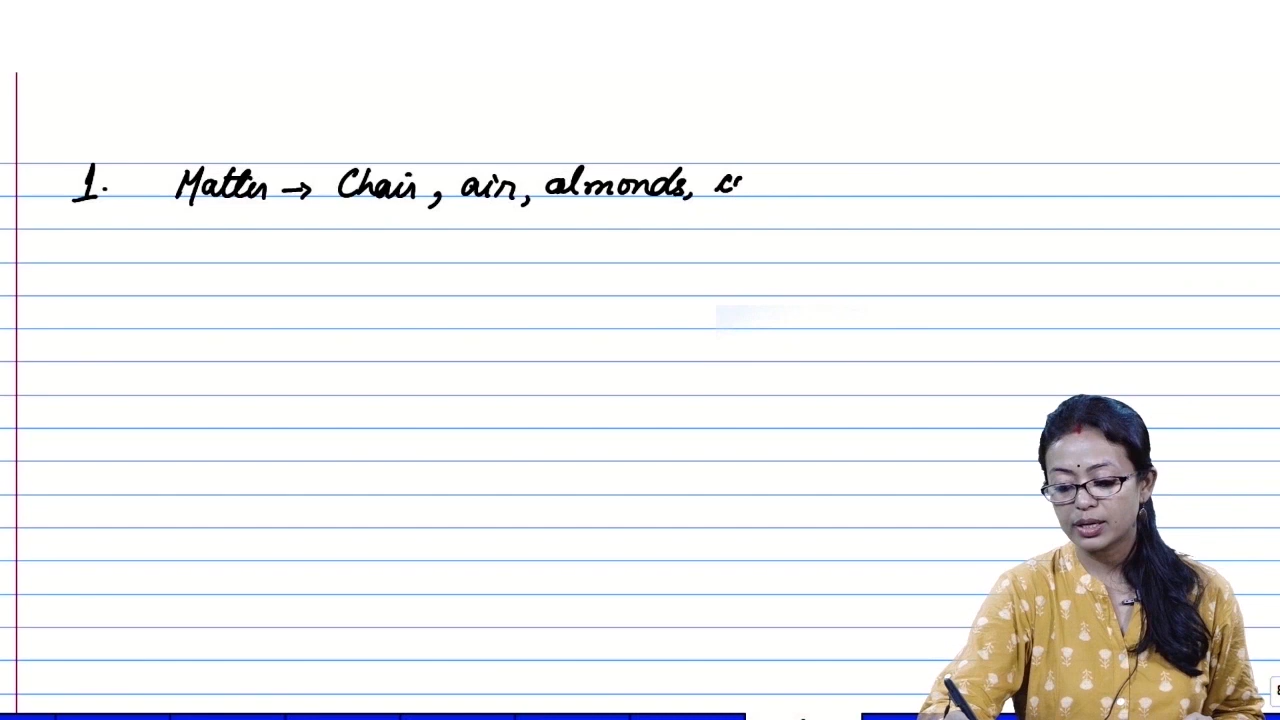 1. Matter → Chair, air, almonds,